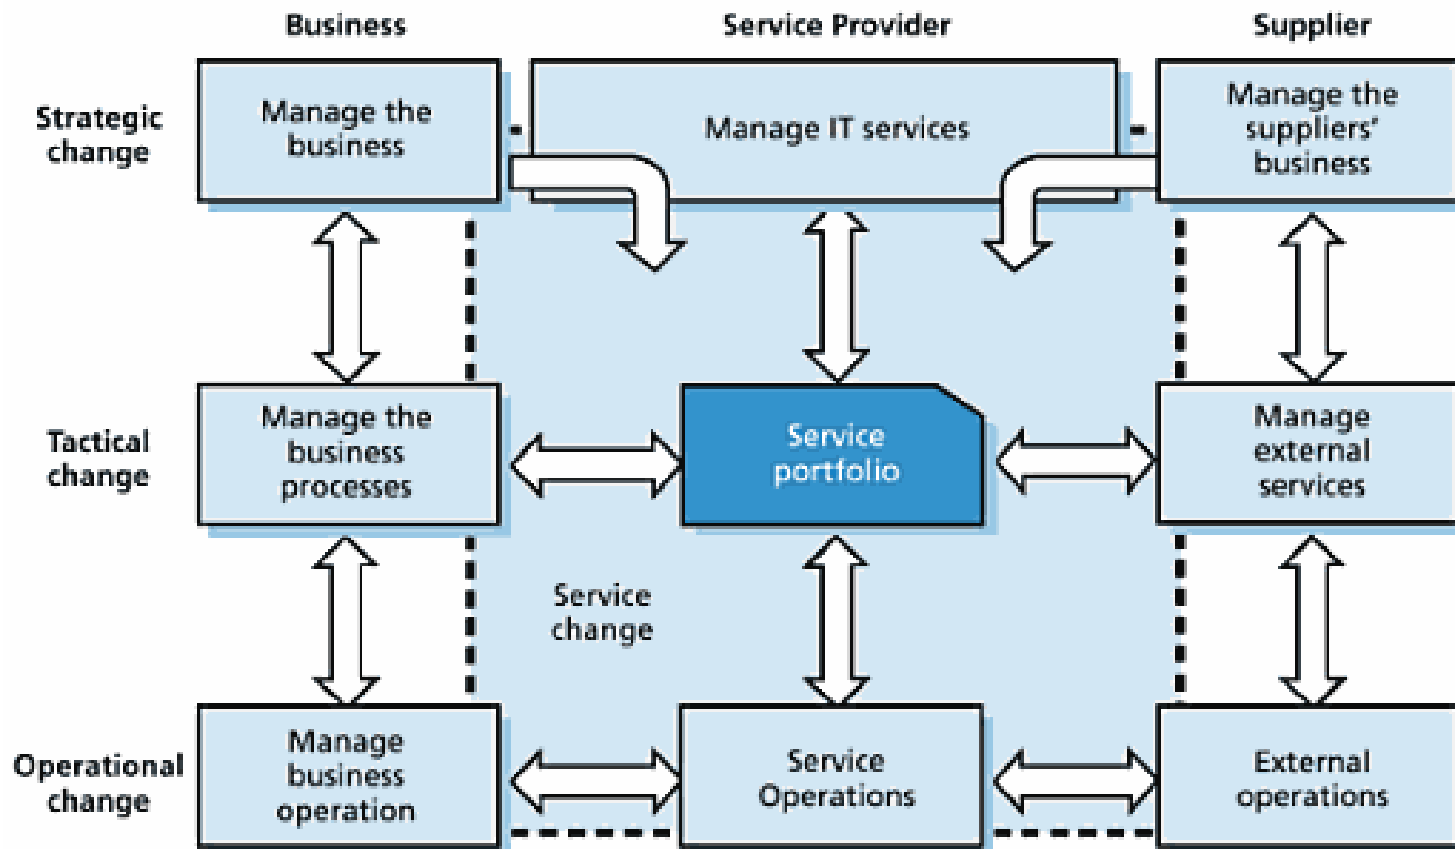 Business
Service Provider
Supplier
Strategic
change
Manage the
business
Manage IT services
Manage the
suppliers'
business
Tactical
change
Manage the
business
processes
Service
portfolio
Manage
external
services
Service
change
Operational
change
Manage
business
operation
Service
Operations
External
operations